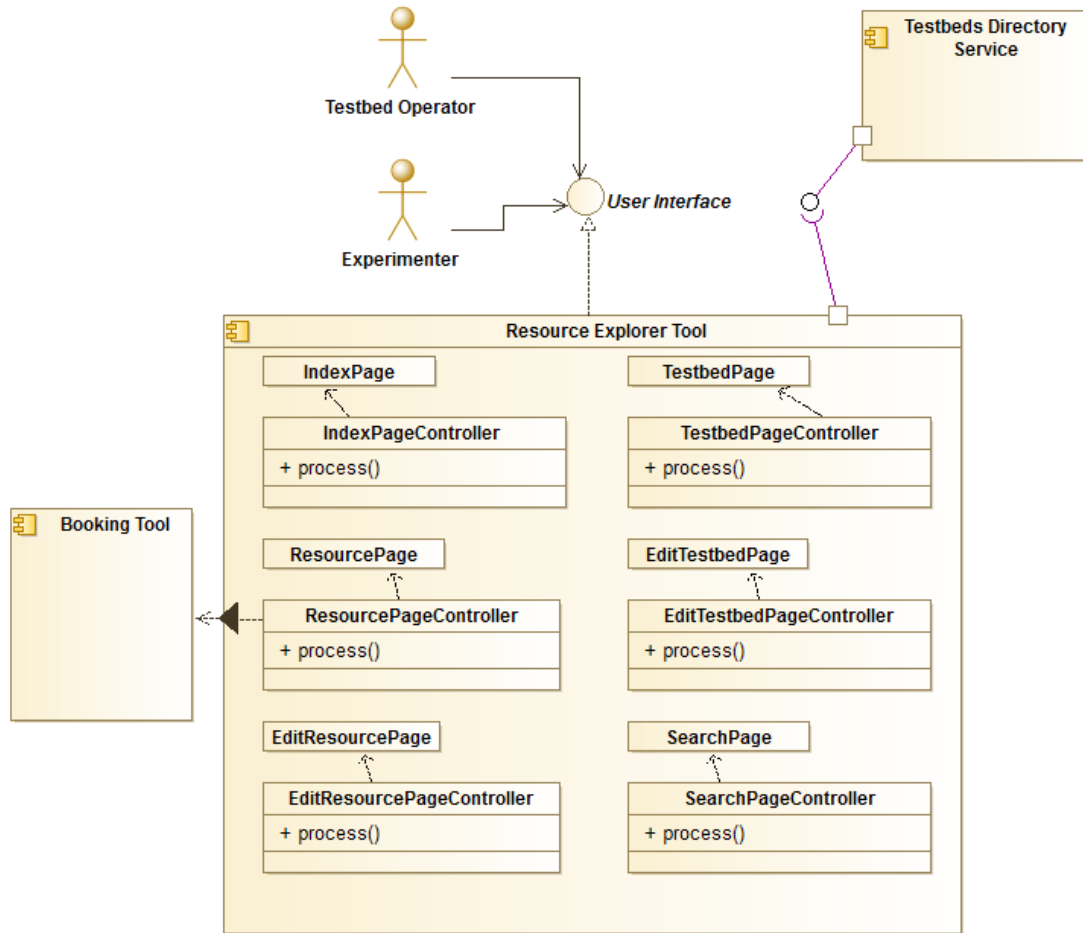 Testbeds Directory
Service
Testbed Operator
User Interface
Experimenter
Resource Explorer Tool
IndexPage
TestbedPage
IndexPageController
+ process()
TestbedPageController
+ process()
Booking Tool
ResourcePage
EditTestbedPage
ResourcePageController
+ process()
EditTestbedPageController
+ process()
EditResourcePage
SearchPage
EditResourcePageController
+ process()
SearchPageController
+ process()